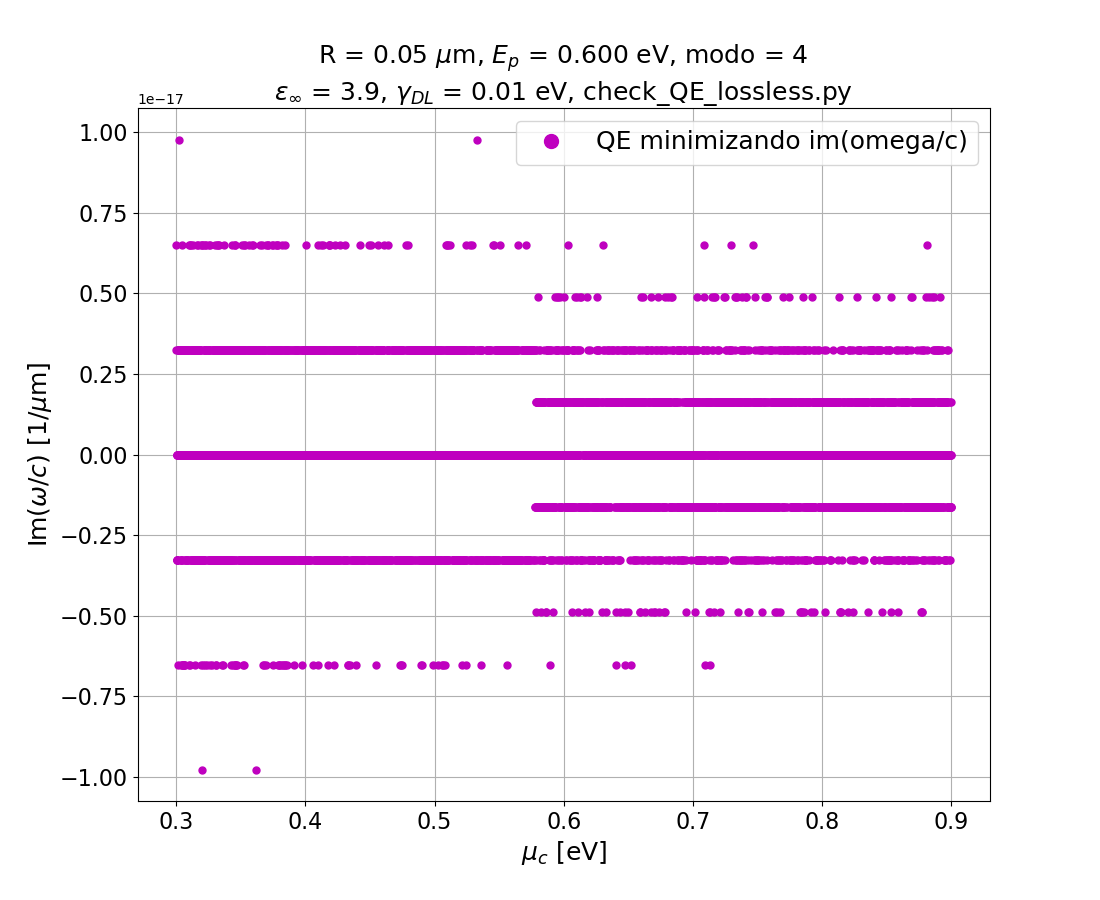 R = 0.05 μm, E_p = 0.600 eV, modo = 4
ε_∞ = 3.9, γ_DL = 0.01 eV, check_QE_lossless.py
1e−17
QE minimizando im(omega/c)
1.00
0.75
0.50
0.25
0.00
−0.25
−0.50
−0.75
−1.00
Im(ω/c) [1/μm]
0.3 0.4 0.5 0.6 0.7 0.8 0.9
μ_c [eV]